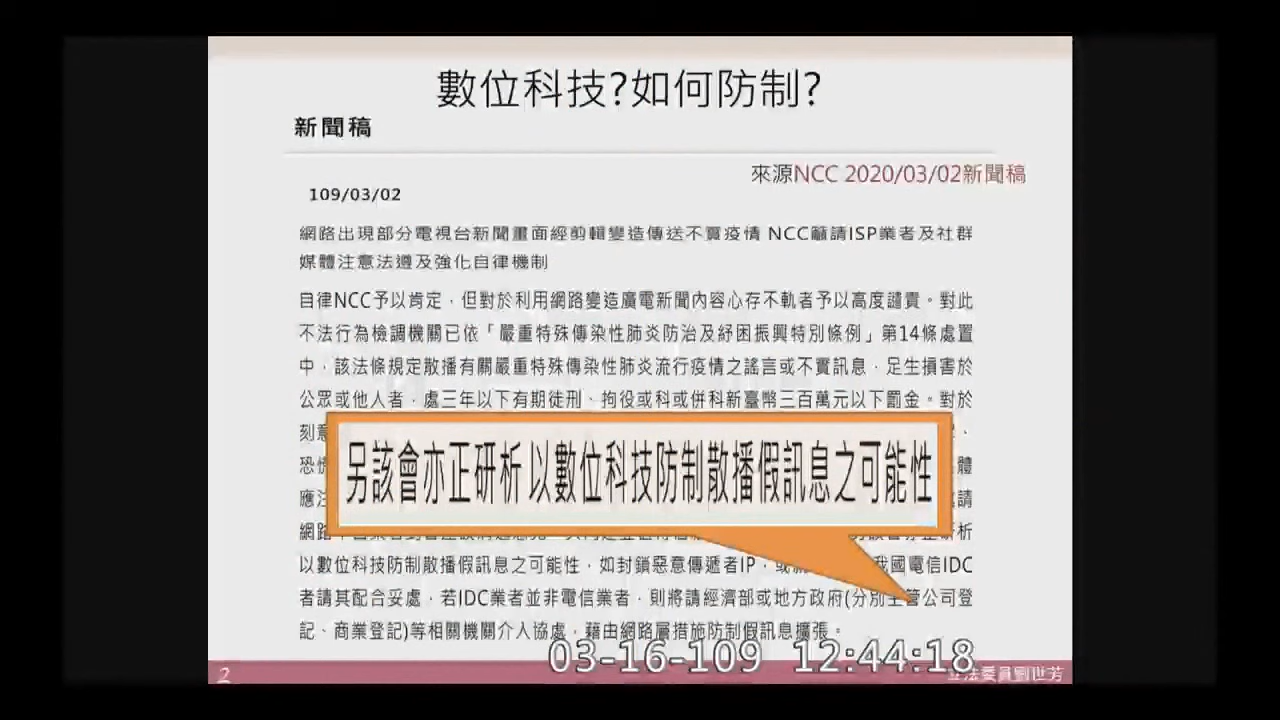 數位科技?如何防制?
新聞稿
來源NCC 2020/03/02新聞稿
109/03/02
網路出現部分電視台新聞畫面經剪輯變造傳送不實疫情 NCC籲請ISP業者及社群
媒體注意法遵及強化自律機制
自律NCC予以肯定，但對於利用網路變造廣電新聞內容心存不軌者予以高度譴責。對此
不法行為檢調機關已依「嚴重特殊傳染性肺炎防治及紓困振興特別條例」第14條處置
中，該法條規定散播有關嚴重特殊傳染性肺炎流行疫情之謠言或不實訊息，足生損害於
公眾或他人者，處三年以下有期徒刑、拘役或科或併科新臺幣三百萬元以下罰金。對於
刻意
另該會亦正研析以數位科技防制散播假訊息之可能性
體
應注 請
網路 研析
以數位科技防制散播假訊息之可能性，如封鎖惡意傳遞者IP，或 我國電信IDC
者請其配合妥處，若IDC業者並非電信業者，則將請經濟部或地方政府(分別主管公司登
記、商業登記)等相關機關介入協處，藉由網路層措施防制假訊息擴張。
03-16-109 12:44:18
2 立法委員劉世芳